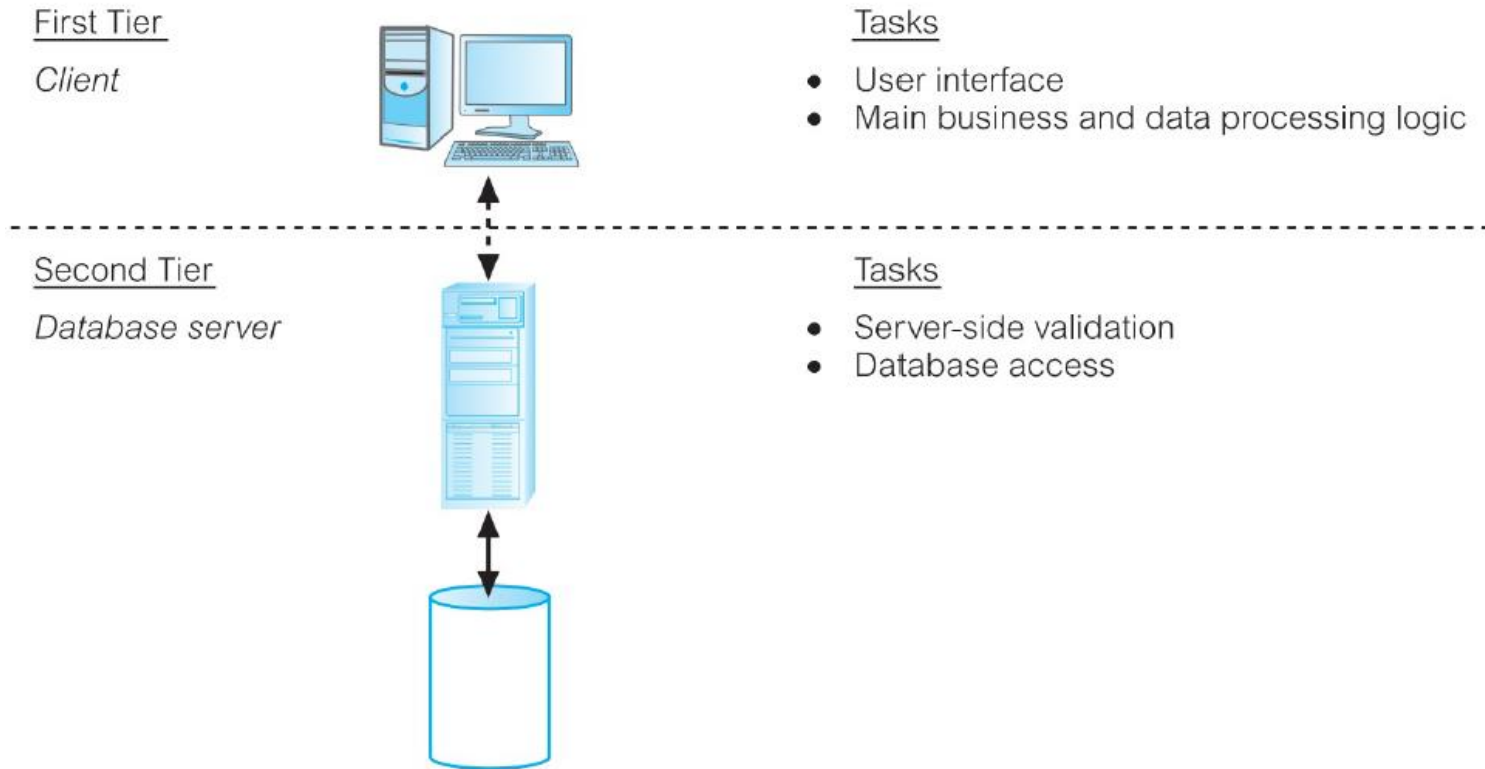 First Tier
Client
Tasks
• User interface
• Main business and data processing logic
Second Tier
Database server
Tasks
• Server-side validation
• Database access